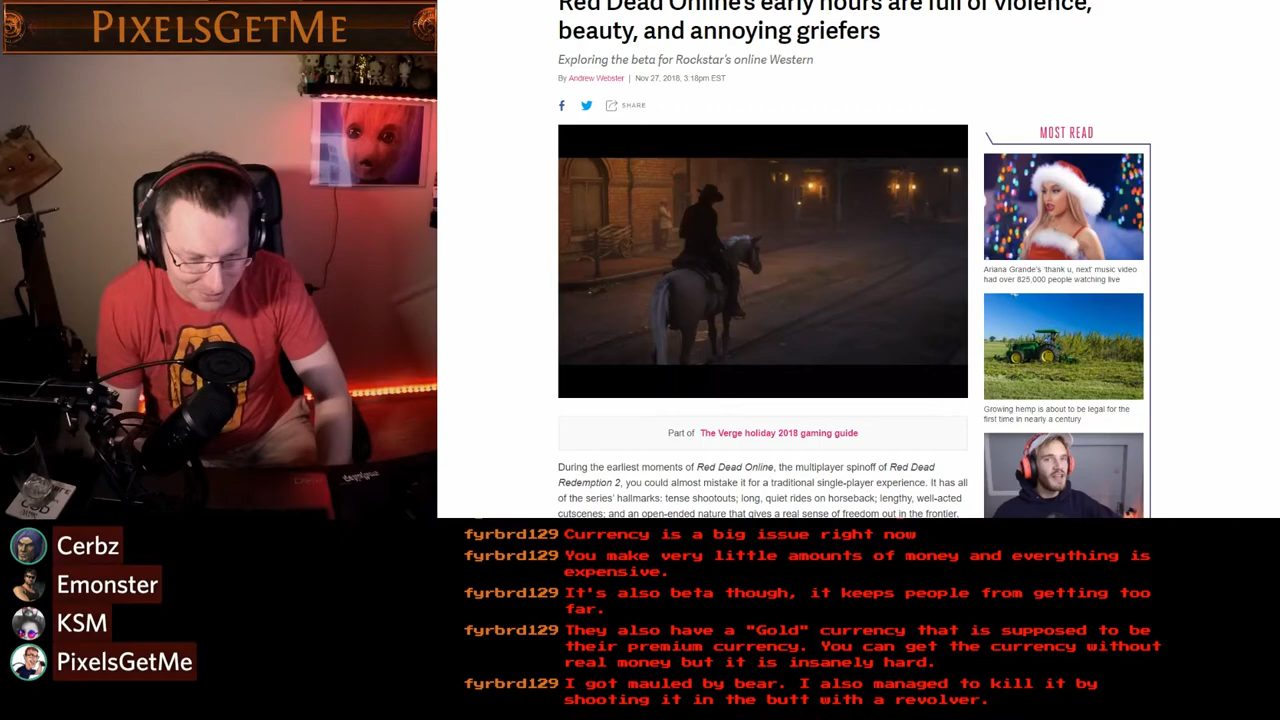 PIXELSGETME
Red Dead Online's early hours are full of violence,
beauty, and annoying griefers
Exploring the beta for Rockstar's online Western
By Andrew Webster | Nov 27, 2018, 3:18pm EST
SHARE
MOST READ
Ariana Grande's 'thank u, next' music video
had over 825,000 people watching live
Growing hemp is about to be legal for the
first time in nearly a century
Part of The Verge holiday 2018 gaming guide
During the earliest moments of Red Dead Online, the multiplayer spinoff of Red Dead
Redemption 2, you could almost mistake it for a traditional single-player experience. It has all
of the series' hallmarks: tense shootouts; long, quiet rides on horseback; lengthy, well-acted
cutscenes; and an open-ended nature that gives a real sense of freedom out in the frontier.
Cerbz
Emonster
KSM
PixelsGetMe
fyrbrd129 Currency is a big issue right now
fyrbrd129 You make very little amounts of money and everything is
expensive.
fyrbrd129 It's also beta though, it keeps people from getting too
far.
fyrbrd129 They also have a "Gold" currency that is supposed to be
their premium currency. You can get the currency without
real money but it is insanely hard.
fyrbrd129 I got mauled by bear. I also managed to kill it by
shooting it in the butt with a revolver.